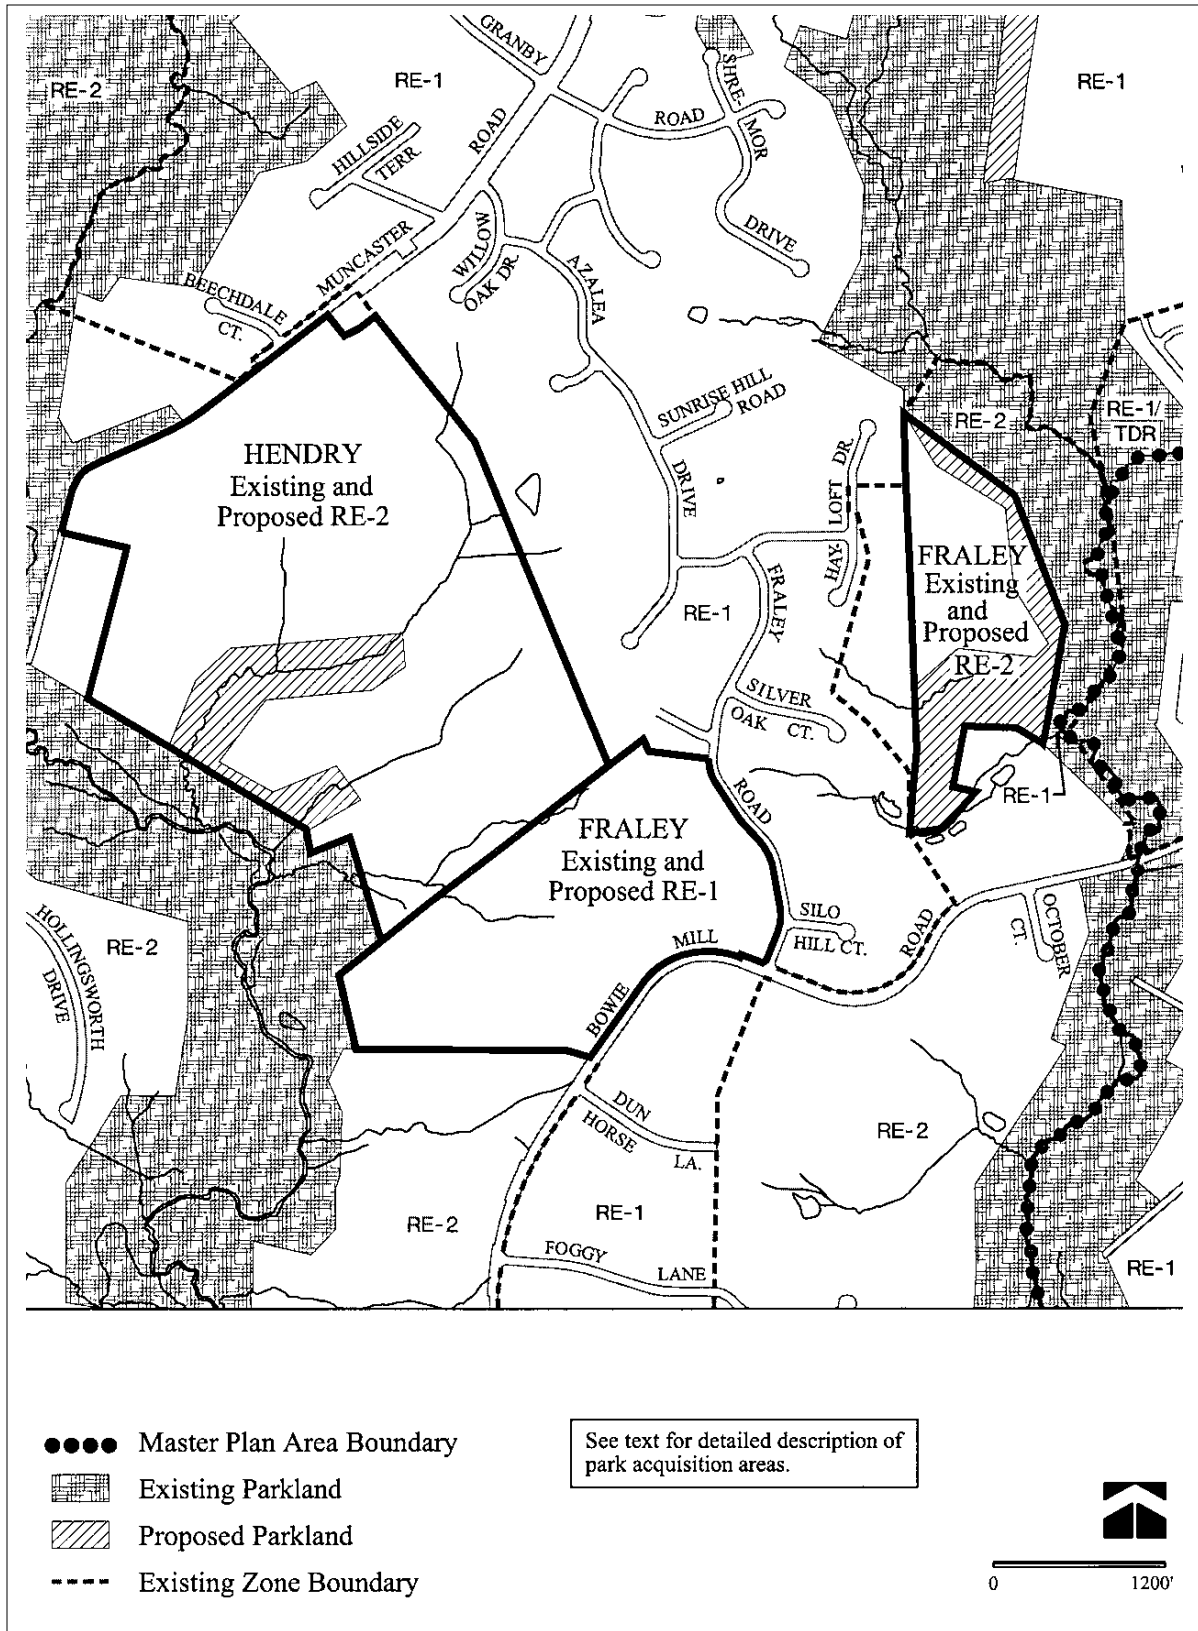 GRANBY
RE-2
RE-1
SHRE-
MOR
DRIVE
RE-1
ROAD
ROAD
HILLSIDE
TERR.
MUNCASTER
WILLOW
OAK DR.
AZALEA
DRIVE
BEECHDALE
CT.
SUNRISE HILL
ROAD
RE-2
RE-1/
TDR
HENDRY
Existing and
Proposed RE-2
LOFT DR.
HAY
FRALEY
Existing
and
Proposed
RE-2
FRALEY
ROAD
RE-1
SILVER
OAK CT.
RE-1
FRALEY
Existing and
Proposed RE-1
SILO
HILL CT.
BOWIE
MILL
ROAD
OCTOBER
CT.
HOLLINGSWORTH
DRIVE
RE-2
DUN
HORSE
LA.
RE-2
RE-2
RE-1
FOGGY
LANE
RE-1
Master Plan Area Boundary
Existing Parkland
Proposed Parkland
Existing Zone Boundary
See text for detailed description of
park acquisition areas.
0 1200'